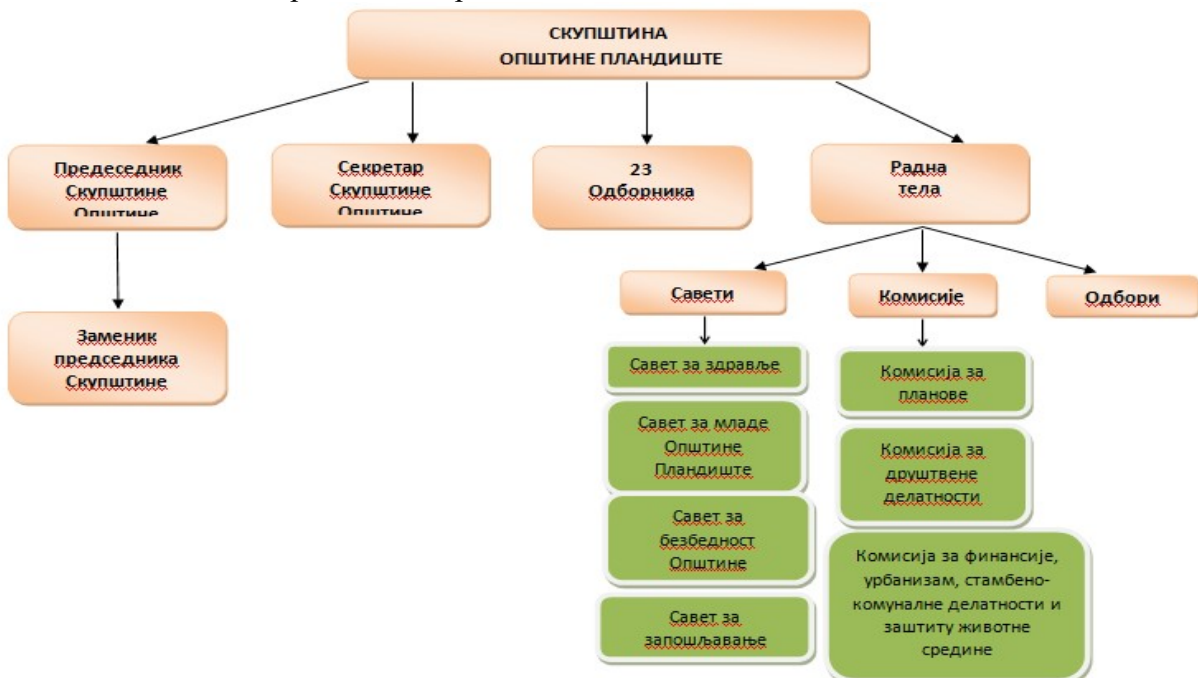 СКУПШТИНА
ОПШТИНЕ ПЛАНДИШТЕ
Предеседник
Скупштине
Општине
Секретар
Скупштине
Општине
23
Одборника
Радна
тела
Заменик
председника
Скупштине
Савети
Комисије
Одбори
Савет за здравље
Савет за младе
Општине
Пландиште
Савет за
безбедност
Општине
Савет за
запошљавање
Комисија за
планове
Комисија за
друштвене
делатности
Комисија за финансије,
урбанизам, стамбено-
комуналне делатности и
заштиту животне
средине